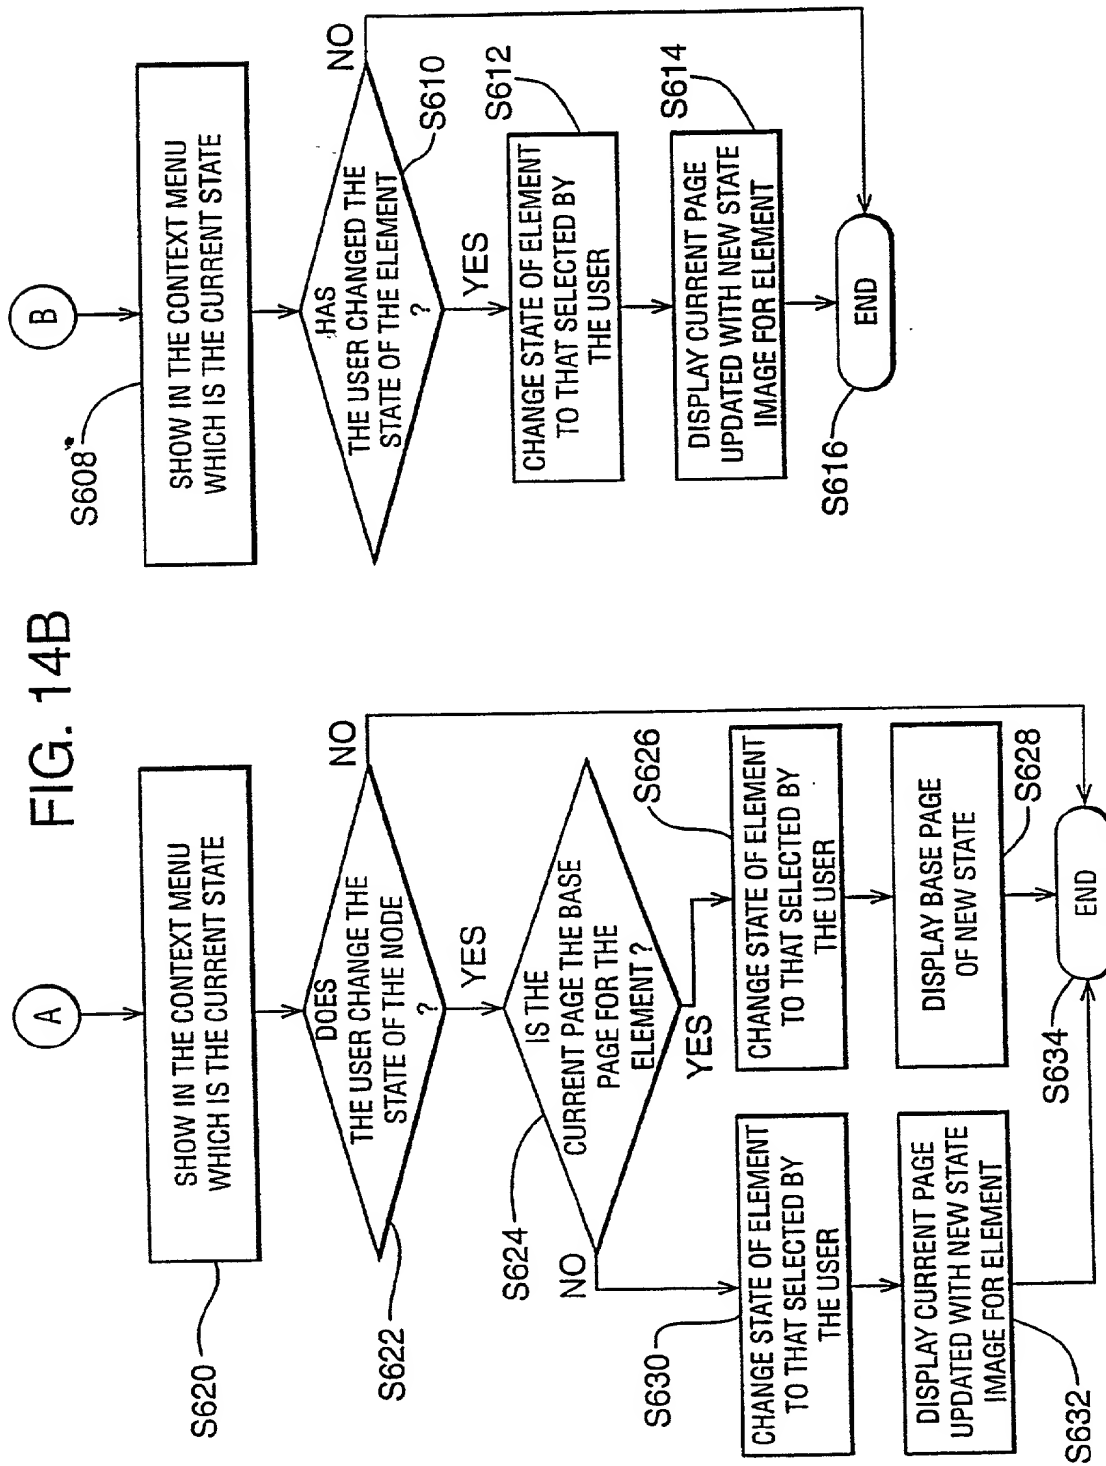 FIG. 14B
A
SHOW IN THE CONTEXT MENU
WHICH IS THE CURRENT STATE
S620
DOES
THE USER CHANGE THE
STATE OF THE NODE
?
S622
NO
YES
IS THE
CURRENT PAGE THE BASE
PAGE FOR THE
ELEMENT ?
S624
NO
YES
CHANGE STATE OF ELEMENT
TO THAT SELECTED BY
THE USER
S630
CHANGE STATE OF ELEMENT
TO THAT SELECTED BY
THE USER
S626
DISPLAY CURRENT PAGE
UPDATED WITH NEW STATE
IMAGE FOR ELEMENT
S632
DISPLAY BASE PAGE
OF NEW STATE
S628
END
S634
B
SHOW IN THE CONTEXT MENU
WHICH IS THE CURRENT STATE
S608
HAS
THE USER CHANGED THE
STATE OF THE ELEMENT
?
S610
NO
YES
CHANGE STATE OF ELEMENT
TO THAT SELECTED BY
THE USER
S612
DISPLAY CURRENT PAGE
UPDATED WITH NEW STATE
IMAGE FOR ELEMENT
S614
END
S616